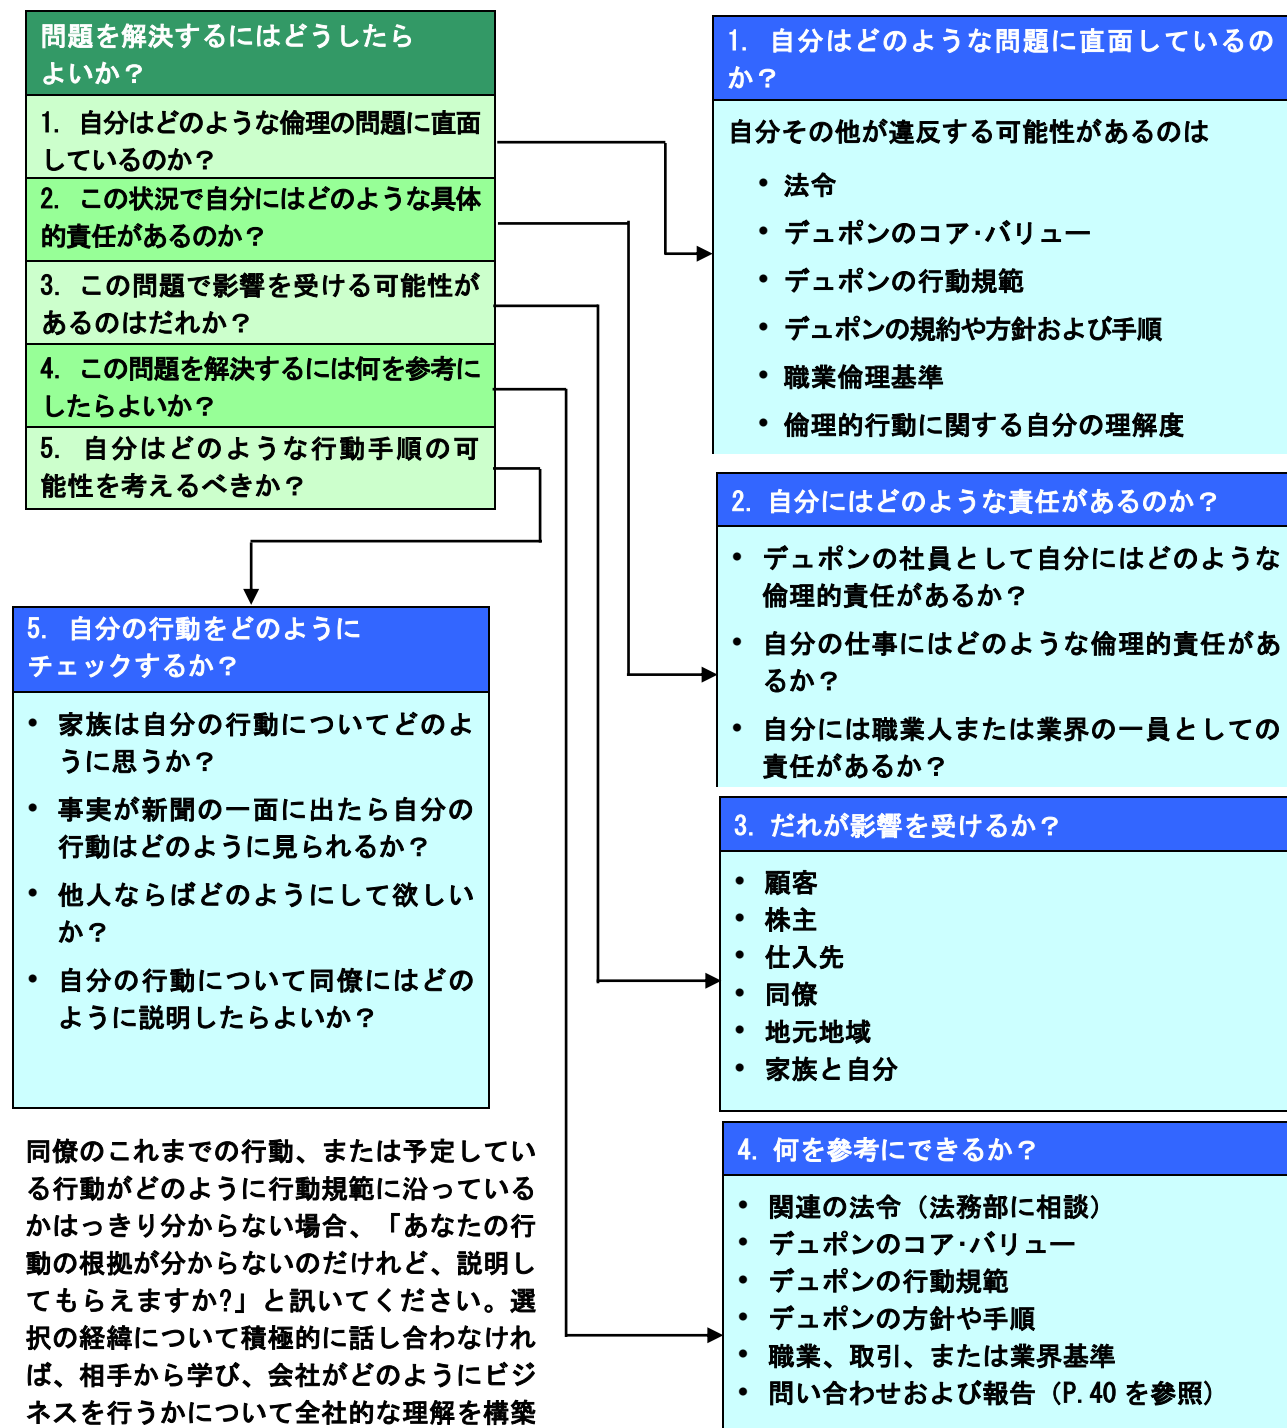 問題を解決するにはどうしたら
よいか？
1. 自分はどのような倫理の問題に直面
しているのか？
2. この状況で自分にはどのような具体
的責任があるのか？
3. この問題で影響を受ける可能性が
あるのはだれか？
4. この問題を解決するには何を参考に
したらよいか？
5. 自分はどのような行動手順の可
能性を考えるべきか？
1. 自分はどのような問題に直面しているの
か？
自分その他が違反する可能性があるのは
• 法令
• デュポンのコア･バリュー
• デュポンの行動規範
• デュポンの規約や方針および手順
• 職業倫理基準
• 倫理的行動に関する自分の理解度
2. 自分にはどのような責任があるのか？
• デュポンの社員として自分にはどのような
倫理的責任があるか？
• 自分の仕事にはどのような倫理的責任があ
るか？
• 自分には職業人または業界の一員としての
責任があるか？
3. だれが影響を受けるか？
• 顧客
• 株主
• 仕入先
• 同僚
• 地元地域
• 家族と自分
4. 何を参考にできるか？
• 関連の法令（法務部に相談）
• デュポンのコア･バリュー
• デュポンの行動規範
• デュポンの方針や手順
• 職業、取引、または業界基準
• 問い合わせおよび報告（P.40 を参照）
5. 自分の行動をどのように
チェックするか？
• 家族は自分の行動についてどのよ
うに思うか？
• 事実が新聞の一面に出たら自分の
行動はどのように見られるか？
• 他人ならばどのようにして欲しい
か？
• 自分の行動について同僚にはどの
ように説明したらよいか？
同僚のこれまでの行動、または予定してい
る行動がどのように行動規範に沿っている
かはっきり分からない場合、「あなたの行
動の根拠が分からないのだけれど、説明し
てもらえますか?」と訊いてください。選
択の経緯について積極的に話し合わなけれ
ば、相手から学び、会社がどのようにビジ
ネスを行うかについて全社的な理解を構築